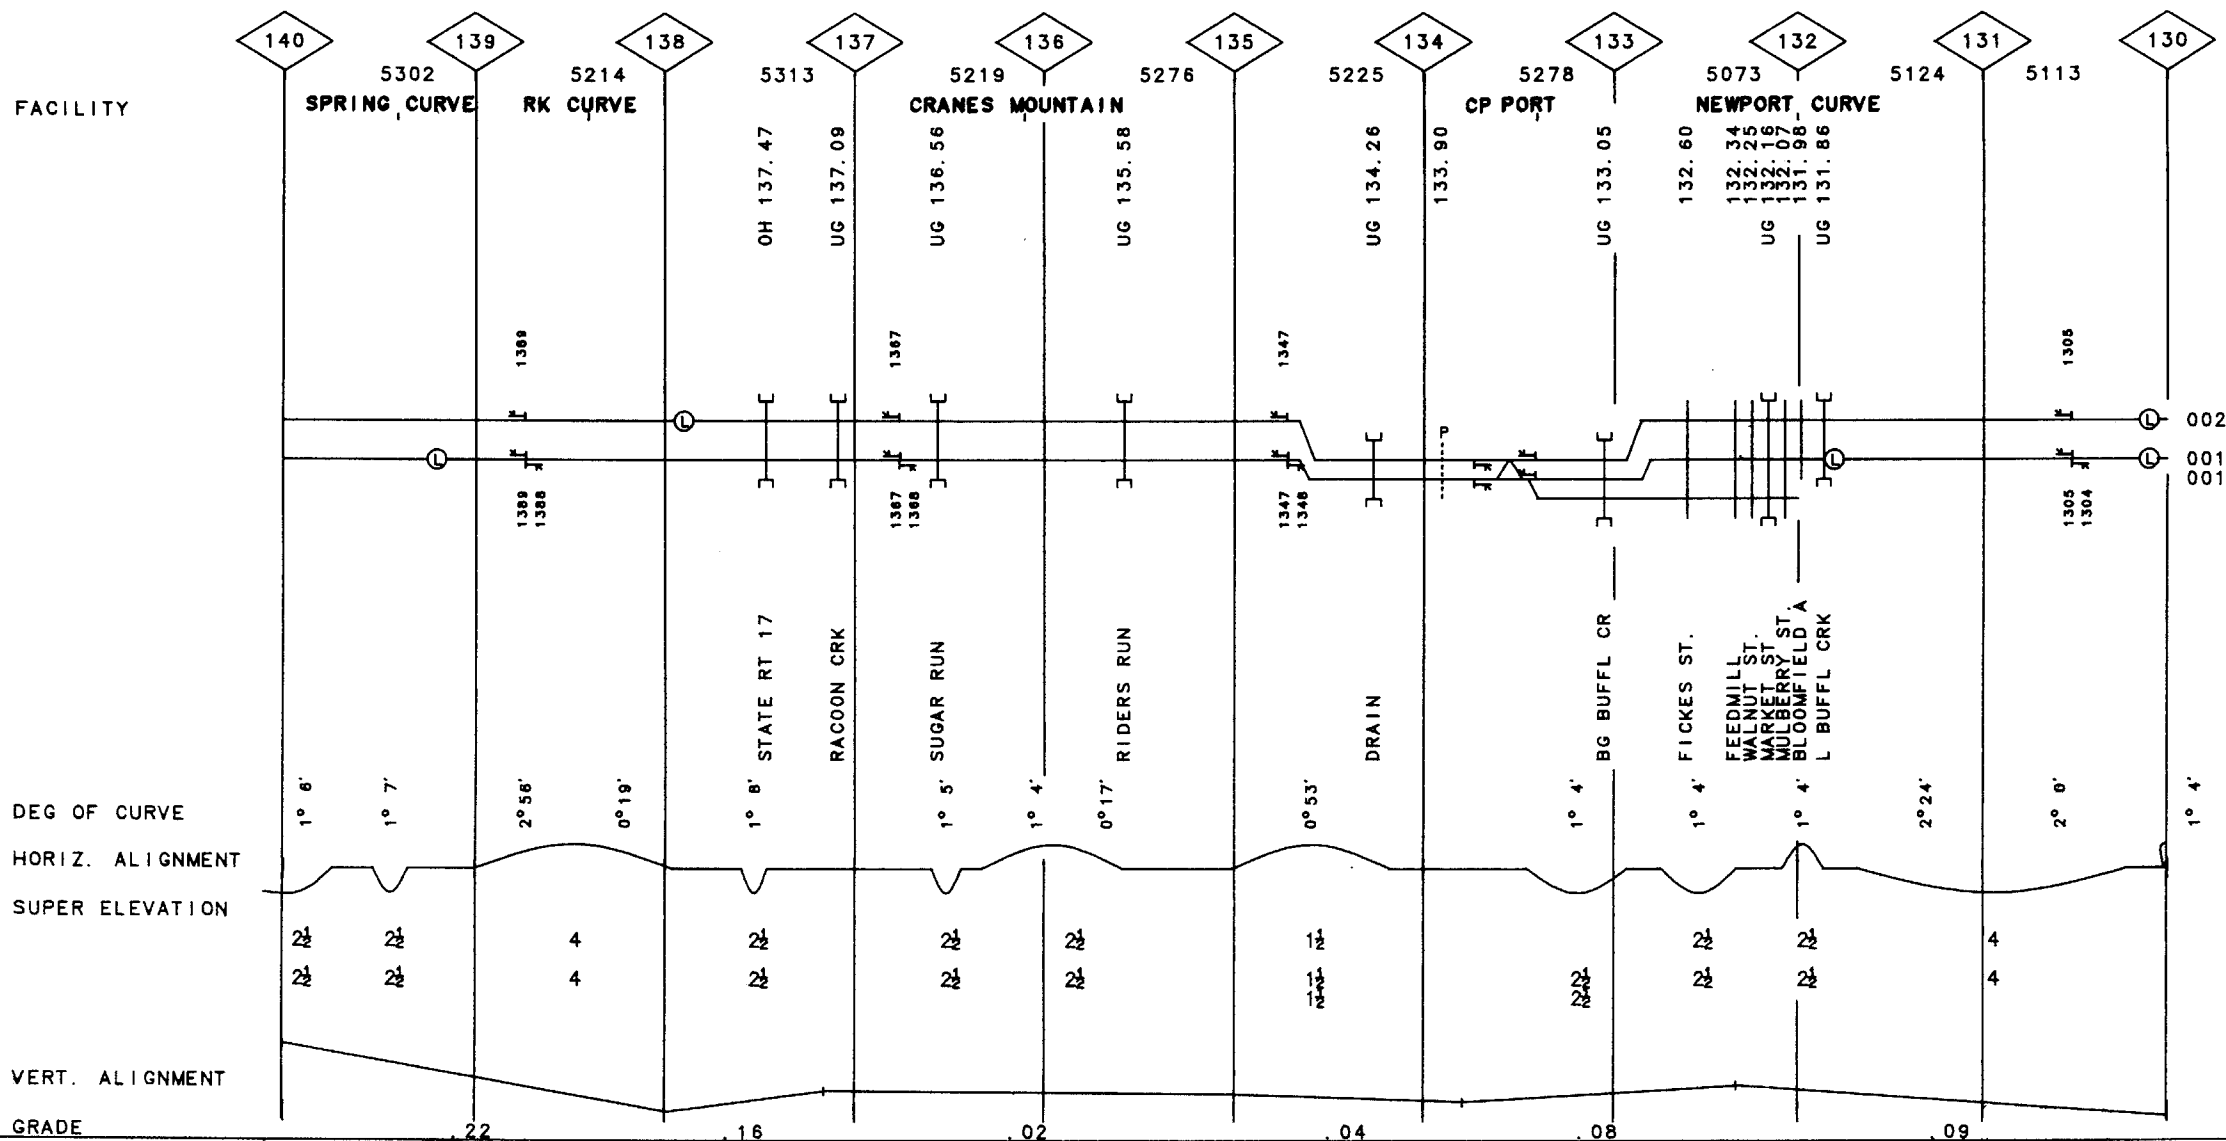 140 139 138 137 136 135 134 133 132 131 130
5302 5214 5313 5219 5276 5225 5278 5073 5124 5113
FACILITY SPRING CURVE RK CURVE CRANES MOUNTAIN CP PORT NEWPORT CURVE
OH 137.47
UG 137.09
UG 136.56
UG 135.58
UG 134.26
133.90
UG 133.05
132.60
132.34
132.25
UG 132.16
132.07
131.98
UG 131.86
1389
1367
1347
1305
L
L
L
002
P
L
L
L
001
001
1389
1388
1367
1368
1347
1348
1305
1304
STATE RT 17
RACOON CRK
SUGAR RUN
RIDERS RUN
DRAIN
BG BUFFL CR
FICKES ST.
FEEDMILL
WALNUT ST.
MARKET ST
MULBERRY ST.
BLOOMFIELD A
L BUFFL CRK
DEG OF CURVE 1° 6' 1° 7' 2°56' 0°19' 1° 8' 1° 5' 1° 4' 0°17' 0°53' 1° 4' 1° 4' 1° 4' 2°24' 2° 1° 4'
HORIZ. ALIGNMENT
SUPER ELEVATION
2½ 2½ 4 2½ 2½ 2½ 1½ 2½ 2½ 4
2½ 2½ 4 2½ 2½ 2½ 1½ 2½ 2½ 2½ 4
1½ 2½
VERT. ALIGNMENT
GRADE .22 .16 .02 .04 .08 .09